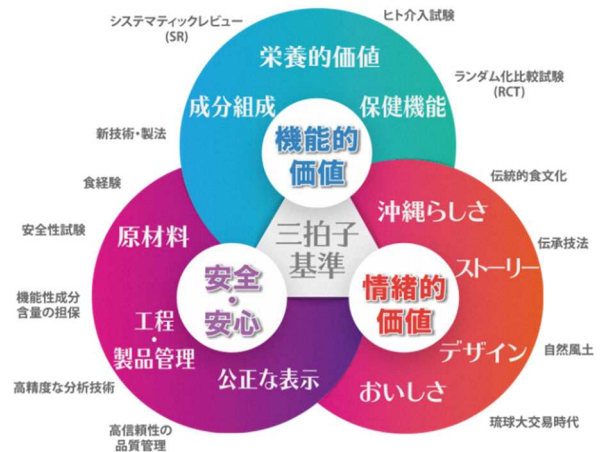 システマティックレビュー
(SR)
ヒト介入試験
栄養的価値
ランダム化比較試験
(RCT)
成分組成
保健機能
機能的
価値
新技術・製法
食経験
伝統的食文化
安全性試験
原材料
沖縄らしさ
三拍子
基準
伝承技法
ストーリー
安全
・
安心
情緒的
価値
機能性成分
含量の担保
工程
・
製品管理
デザイン
自然風土
公正な表示
おいしさ
高精度な分析技術
琉球大交易時代
高信頼性の
品質管理